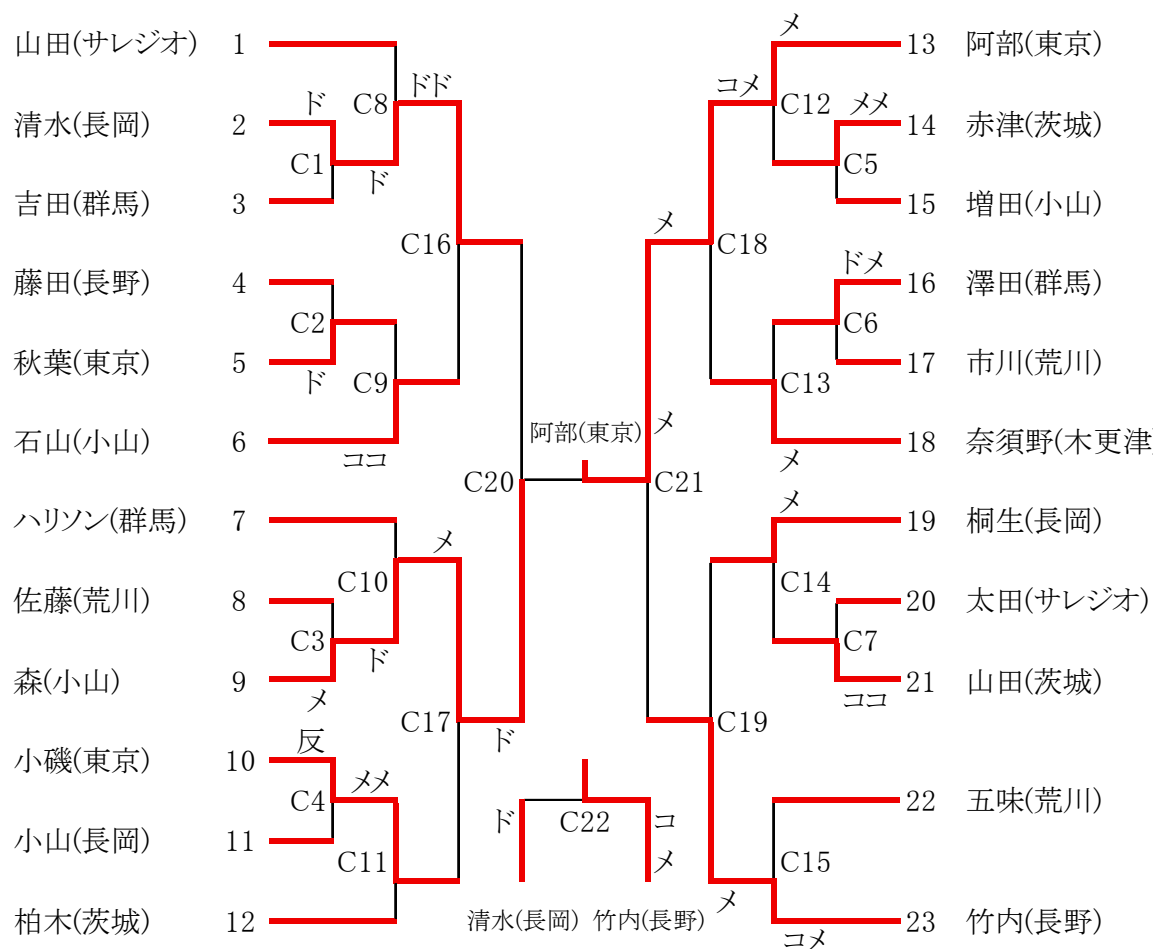 山田(サレジオ) 1
清水(長岡) 2
吉田(群馬) 3
藤田(長野) 4
秋葉(東京) 5
石山(小山) 6
ハリソン(群馬) 7
佐藤(荒川) 8
森(小山) 9
小磯(東京) 10
小山(長岡) 11
柏木(茨城) 12
ド
C1
C2
ド
C3
メ
反
C4
C8
ド
C9
ココ
C10
ド
メメ
C11
ドド
C16
メ
C17
C20
ド
阿部(東京)
ド
C22
コ
メ
清水(長岡) 竹内(長野)
メ
メ
C21
コメ
C18
C19
メ
メ
C12
C13
メ
メ
C14
C15
コメ
メメ
C5
ドメ
C6
C7
ココ
13 阿部(東京)
14 赤津(茨城)
15 増田(小山)
16 澤田(群馬)
17 市川(荒川)
18 奈須野(木更津)
19 桐生(長岡)
20 太田(サレジオ)
21 山田(茨城)
22 五味(荒川)
23 竹内(長野)